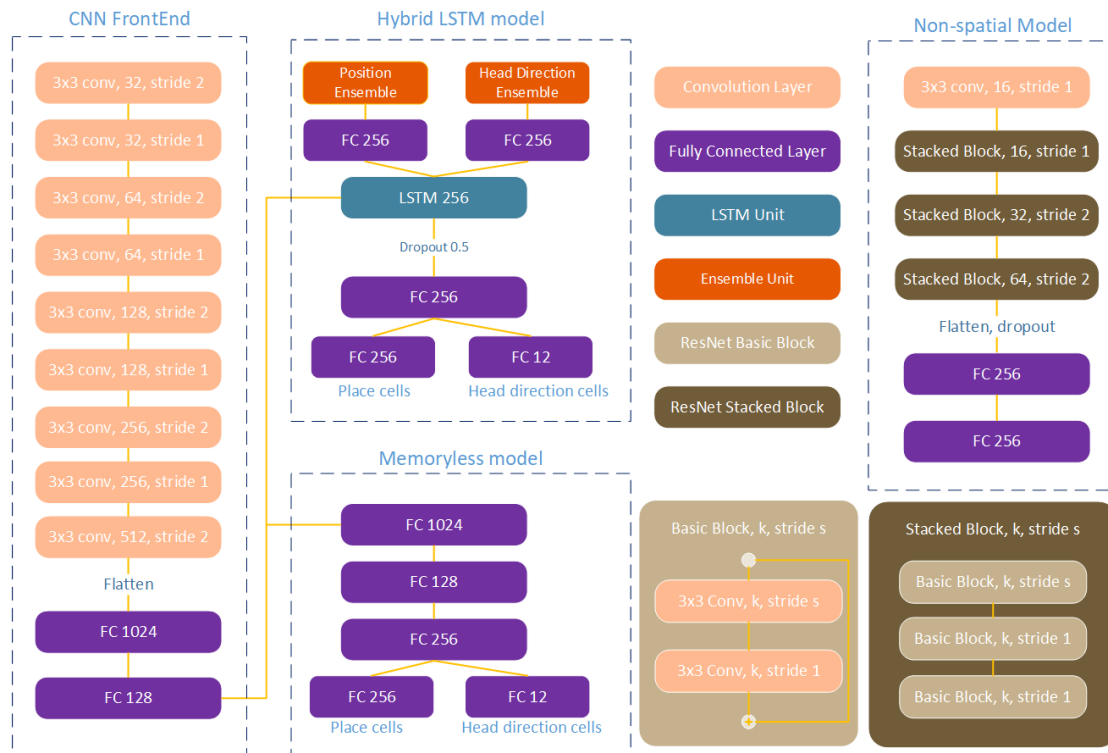 CNN FrontEnd
3x3 conv, 32, stride 2
3x3 conv, 32, stride 1
3x3 conv, 64, stride 2
3x3 conv, 64, stride 1
3x3 conv, 128, stride 2
3x3 conv, 128, stride 1
3x3 conv, 256, stride 2
3x3 conv, 256, stride 1
3x3 conv, 512, stride 2
Flatten
FC 1024
FC 128
Hybrid LSTM model
Position
Ensemble
Head Direction
Ensemble
FC 256
FC 256
LSTM 256
Dropout 0.5
FC 256
FC 256
FC 12
Place cells
Head direction cells
Memoryless model
FC 1024
FC 128
FC 256
FC 256
FC 12
Place cells
Head direction cells
Convolution Layer
Fully Connected Layer
LSTM Unit
Ensemble Unit
ResNet Basic Block
ResNet Stacked Block
Non-spatial Model
3x3 conv, 16, stride 1
Stacked Block, 16, stride 1
Stacked Block, 32, stride 2
Stacked Block, 64, stride 2
Flatten, dropout
FC 256
FC 256
Basic Block, k, stride s
3x3 Conv, k, stride s
3x3 Conv, k, stride 1
Stacked Block, k, stride s
Basic Block, k, stride s
Basic Block, k, stride 1
Basic Block, k, stride 1